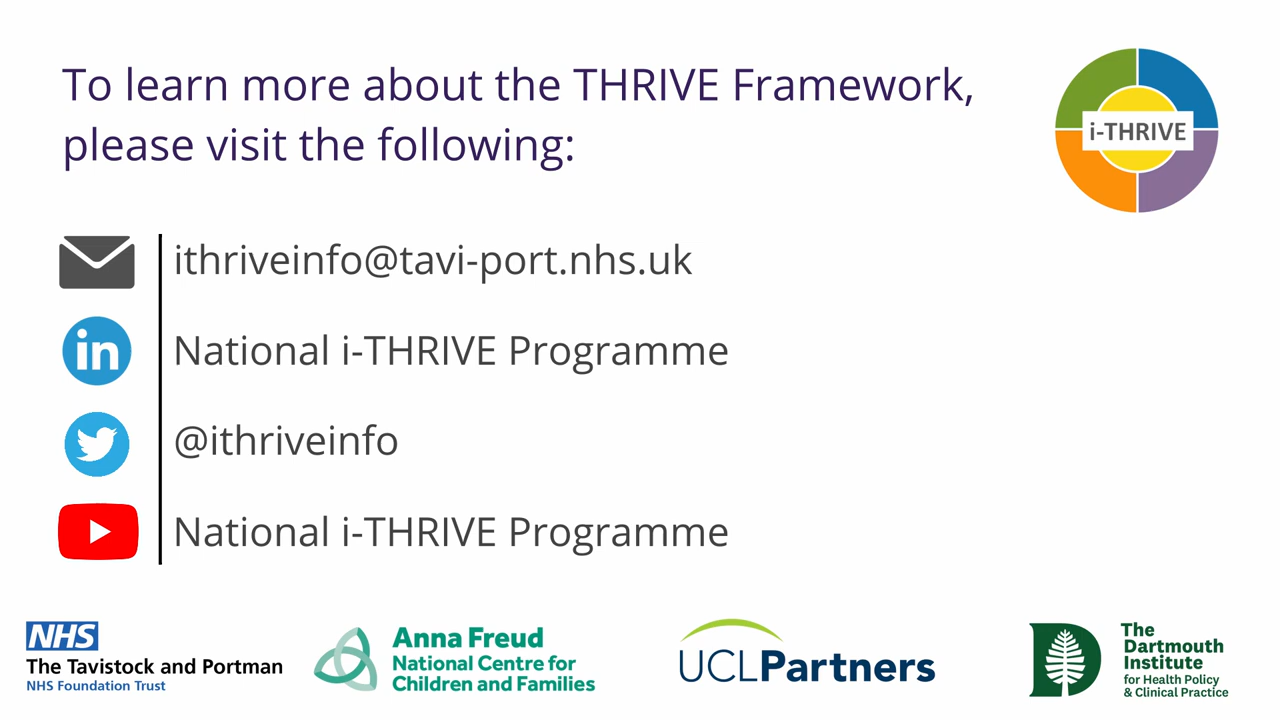 To learn more about the THRIVE Framework,
please visit the following:
i-THRIVE
ithriveinfo@tavi-port.nhs.uk
in
National i-THRIVE Programme
@ithriveinfo
National i-THRIVE Programme
NHS
The Tavistock and Portman
NHS Foundation Trust
Anna Freud
National Centre for
Children and Families
UCLPartners
D
The
Dartmouth
Institute
for Health Policy
& Clinical Practice